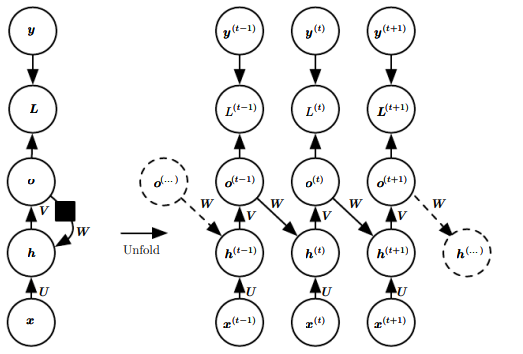 y y^(t−1) y^(t) y^(t+1)
L L^(t−1) L^(t) L^(t+1)
o o^(...) o^(t−1) o^(t) o^(t+1)
V W W W W
W V V V
h Unfold h^(t−1) h^(t) h^(t+1) h^(...)
U U U U
x x^(t−1) x^(t) x^(t+1)